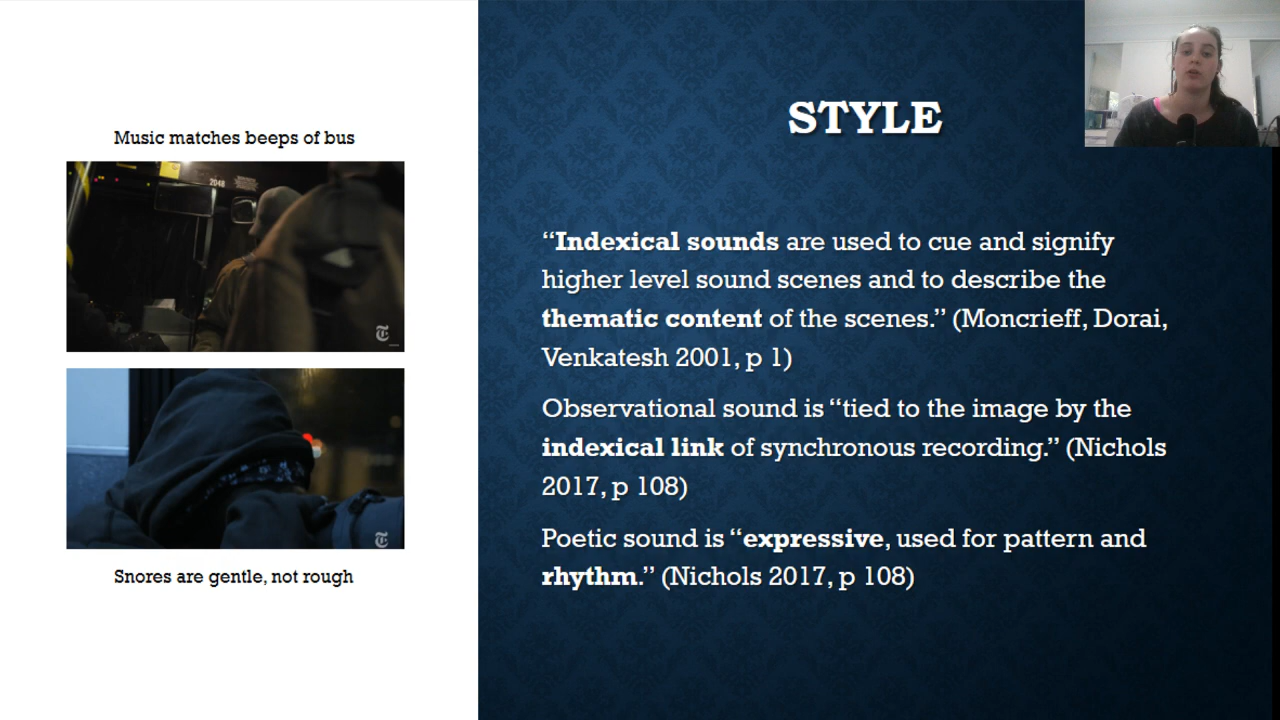 Music matches beeps of bus
2048
Snores are gentle, not rough
STYLE
“Indexical sounds are used to cue and signify
higher level sound scenes and to describe the
thematic content of the scenes.” (Moncrieff, Dorai,
Venkatesh 2001, p 1)
Observational sound is “tied to the image by the
indexical link of synchronous recording.” (Nichols
2017, p 108)
Poetic sound is “expressive, used for pattern and
rhythm.” (Nichols 2017, p 108)